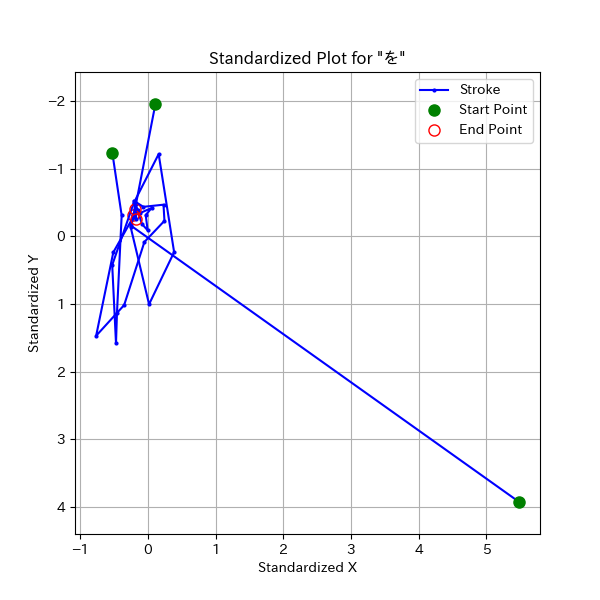 Standardized Plot for "を"
Stroke
Start Point
End Point
−2
−1
0
1
2
3
4
Standardized Y
−1 0 1 2 3 4 5
Standardized X